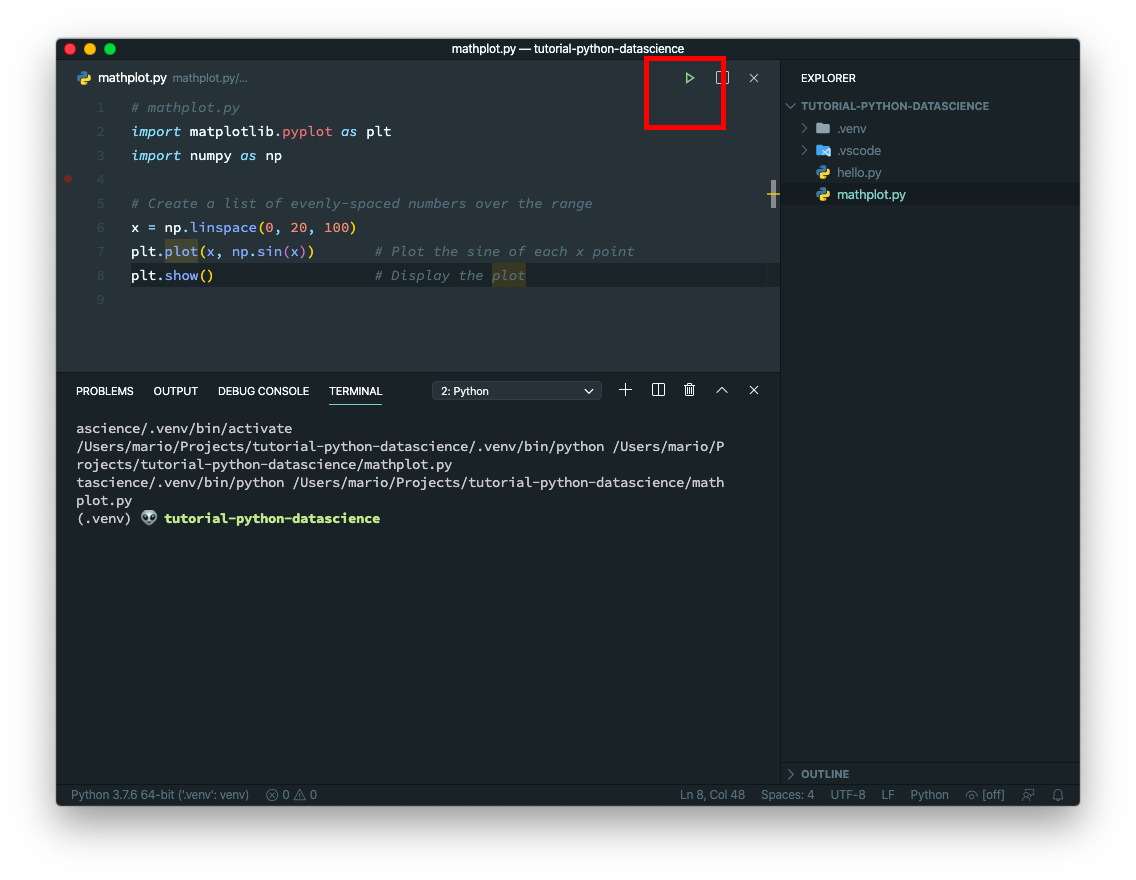 mathplot.py — tutorial-python-datascience
mathplot.py mathplot.py/...
1 # mathplot.py
2 import matplotlib.pyplot as plt
3 import numpy as np
4
5 # Create a list of evenly-spaced numbers over the range
6 x = np.linspace(0, 20, 100)
7 plt.plot(x, np.sin(x)) # Plot the sine of each x point
8 plt.show() # Display the plot
9
EXPLORER
TUTORIAL-PYTHON-DATASCIENCE
.venv
.vscode
hello.py
mathplot.py
PROBLEMS OUTPUT DEBUG CONSOLE TERMINAL 2: Python
ascience/.venv/bin/activate
/Users/mario/Projects/tutorial-python-datascience/.venv/bin/python /Users/mario/P
rojects/tutorial-python-datascience/mathplot.py
tascience/.venv/bin/python /Users/mario/Projects/tutorial-python-datascience/math
plot.py
(.venv) 👽 tutorial-python-datascience
OUTLINE
Python 3.7.6 64-bit ('.venv': venv) 0 0 Ln 8, Col 48 Spaces: 4 UTF-8 LF Python [off]